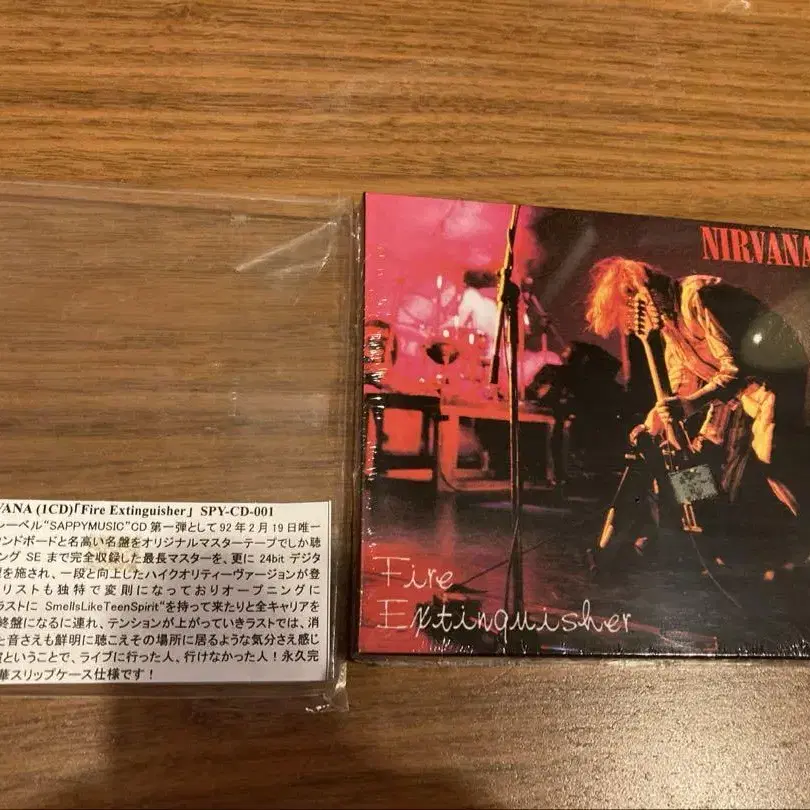 VANA (1CD)「Fire Extinguisher」 SPY-CD-001
レーベル“SAPPYMUSIC”CD 第一弾として 92 年 2 月 19 日唯一
ウンドボードと名高い名盤をオリジナルマスターテープでしか聴
ング SE まで完全収録した最長マスターを、更に 24bit デジタ
を施され、一段と向上したハイクオリティーヴァージョンが登
リストも独特で変則になっておりオープニングに
ラストに SmellsLikeTeenSpirit“を持って来たりと全キャリアを
終盤になるに連れ、テンションが上がっていきラストでは、消
た音さえも鮮明に聴こえその場所に居るような気分さえ感じ
ということで、ライブに行った人、行けなかった人！永久完
華スリップケース仕様です！
NIRVANA
Fire
Extinguisher